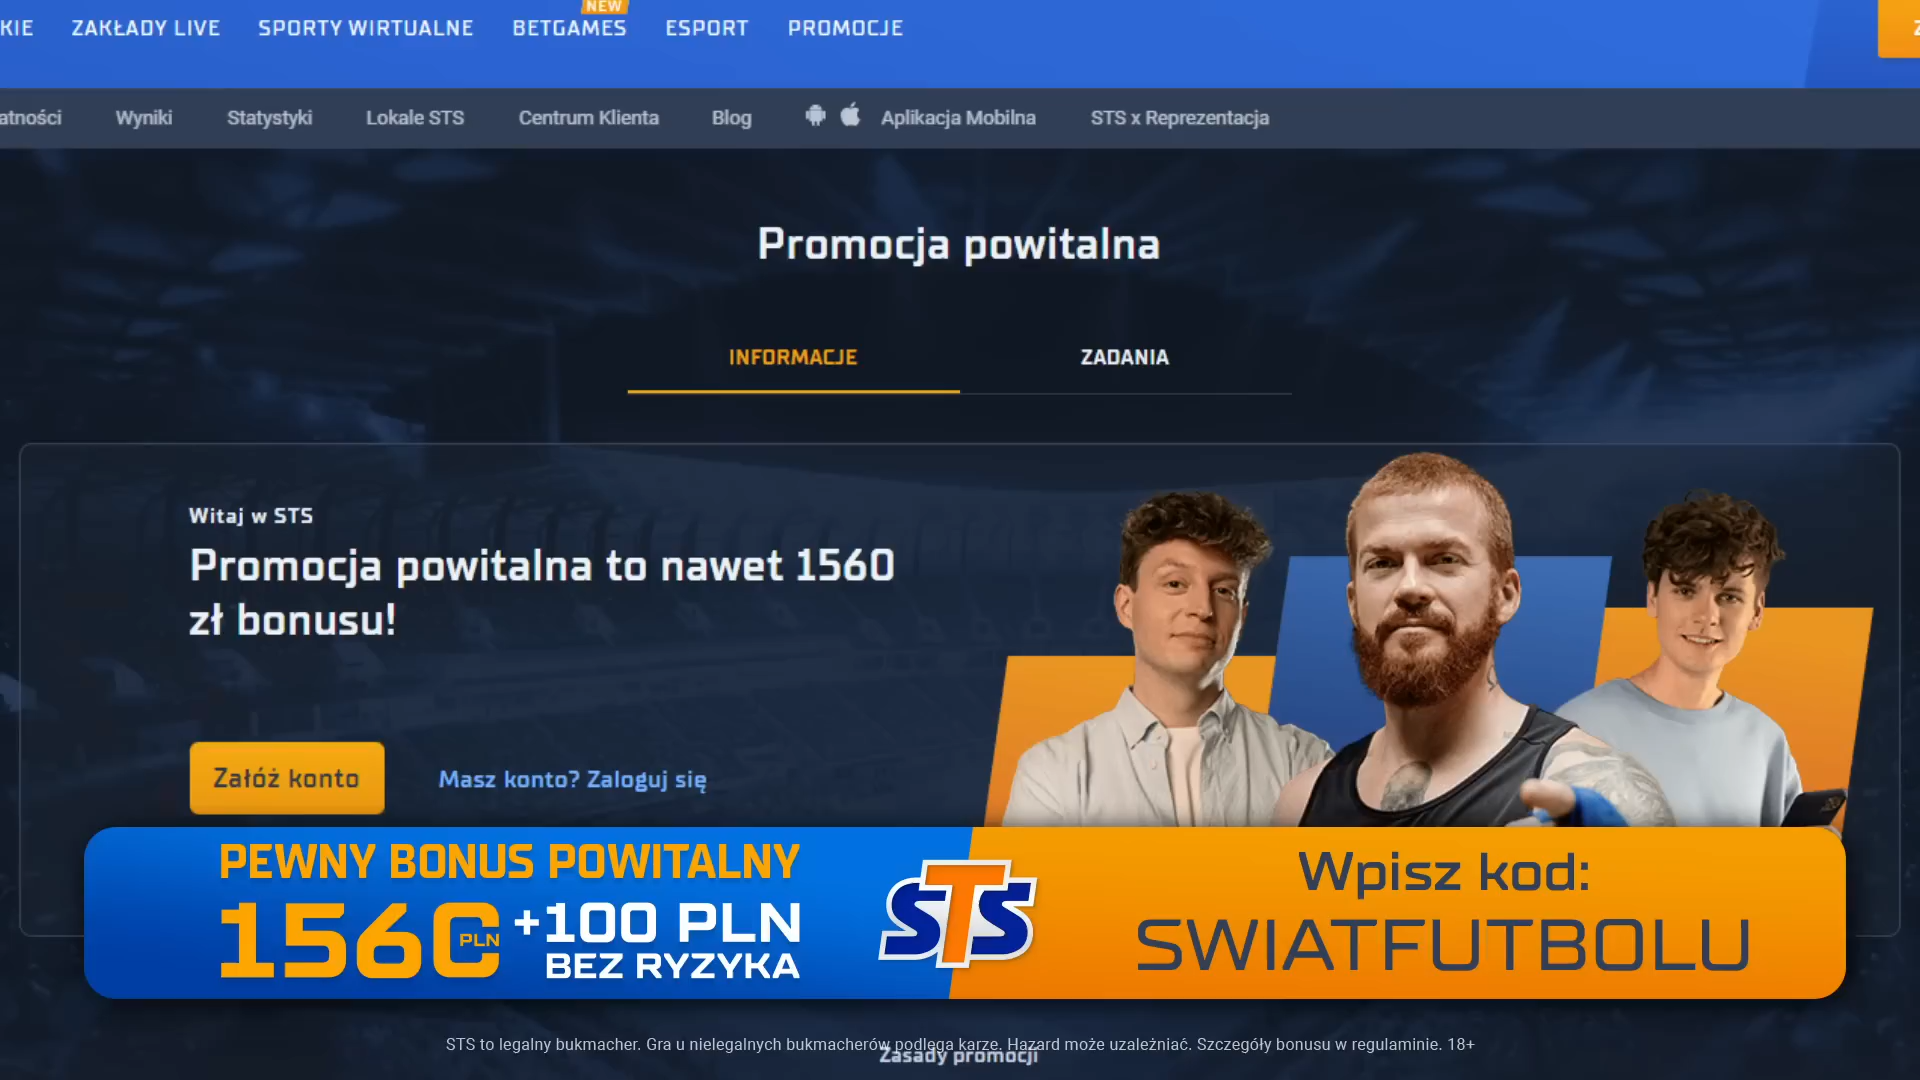 KIE ZAKŁADY LIVE SPORTY WIRTUALNE BETGAMES NEW ESPORT PROMOCJE
atności Wyniki Statystyki Lokale STS Centrum Klienta Blog Aplikacja Mobilna STS x Reprezentacja
Promocja powitalna
INFORMACJE ZADANIA
Witaj w STS
Promocja powitalna to nawet 1560
zł bonusu!
Załóż konto Masz konto? Zaloguj się
PEWNY BONUS POWITALNY
1560 PLN +100 PLN
BEZ RYZYKA
STS
Wpisz kod:
SWIATFUTBOLU
STS to legalny bukmacher. Gra u nielegalnych bukmacherów podlega karze. Hazard może uzależniać. Szczegóły bonusu w regulaminie. 18+
Zasady promocji